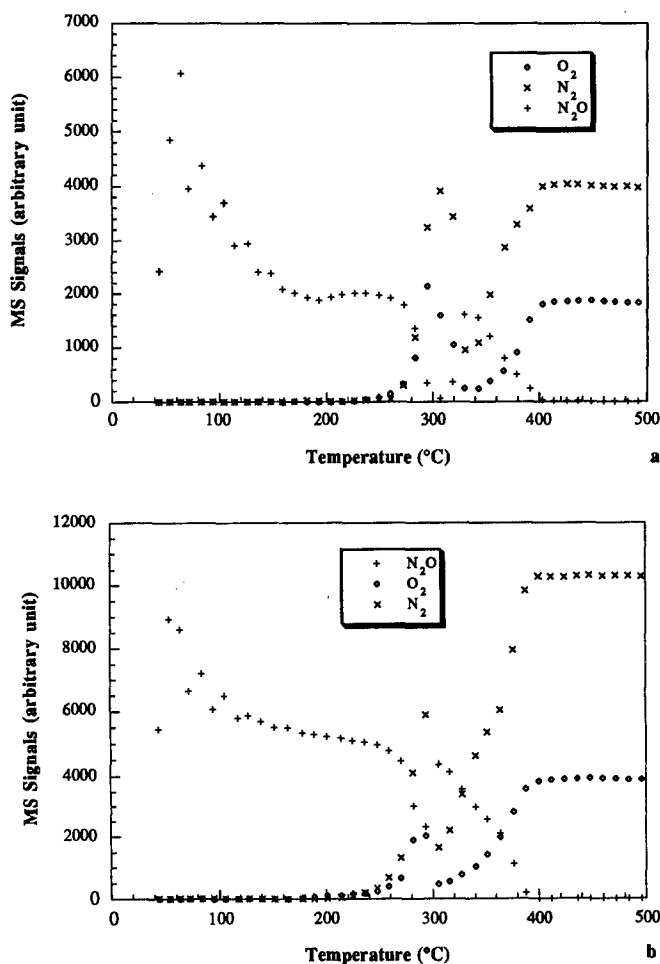 7000
6000
5000
4000
3000
2000
1000
0
MS Signals (arbitrary unit)
O2
N2
N2O
0 100 200 300 400 500
Temperature (°C)
a
12000
10000
8000
6000
4000
2000
0
MS Signals (arbitrary unit)
N2O
O2
N2
0 100 200 300 400 500
Temperature (°C)
b